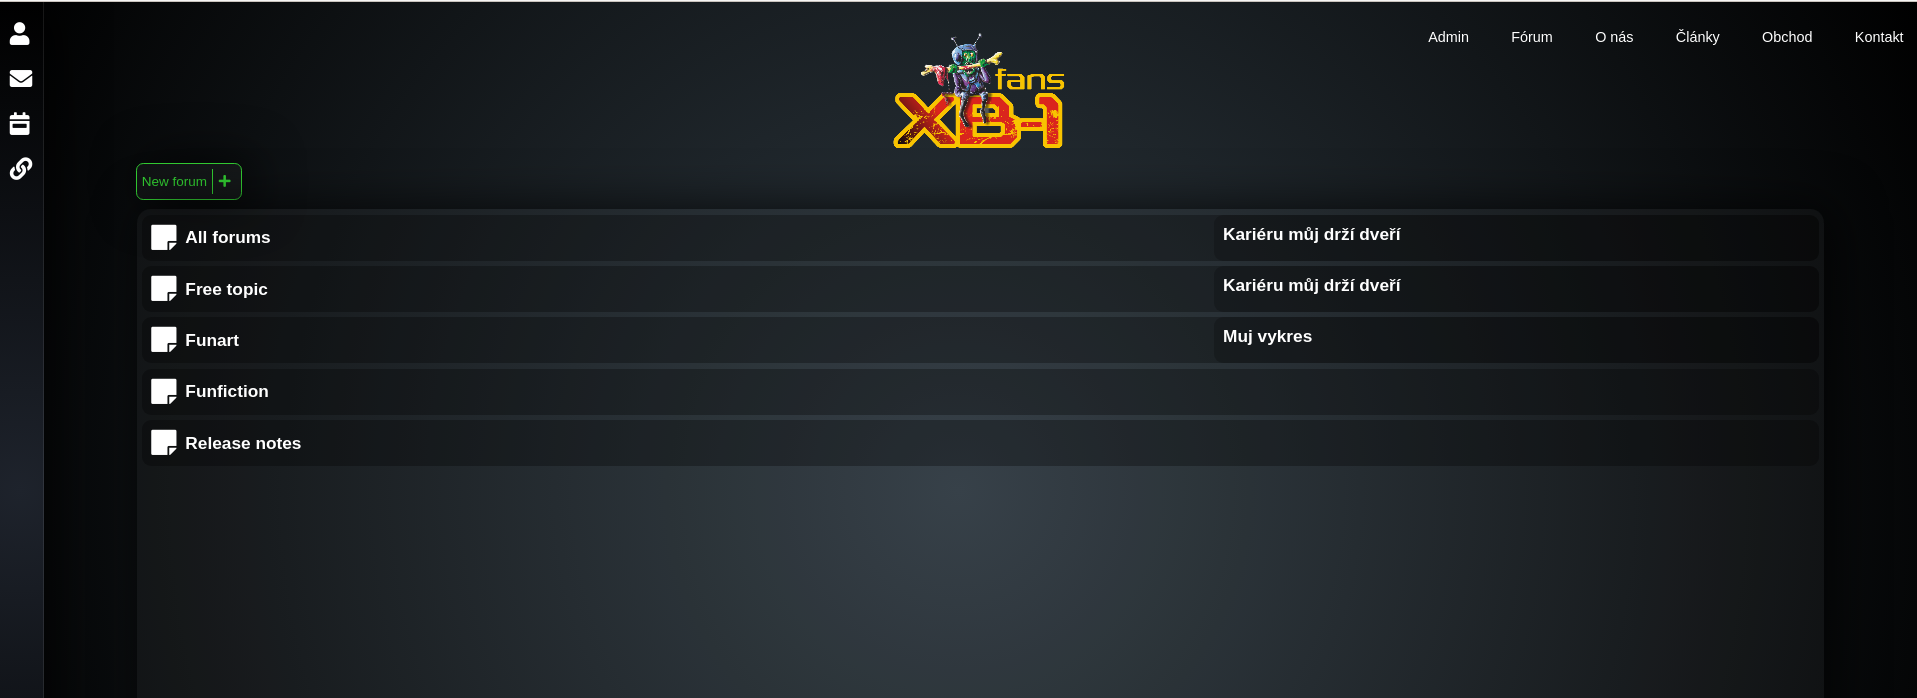 Admin Fórum O nás Články Obchod Kontakt
fans
XB-1
New forum
All forums Kariéru můj drží dveří
Free topic Kariéru můj drží dveří
Funart Muj vykres
Funfiction
Release notes